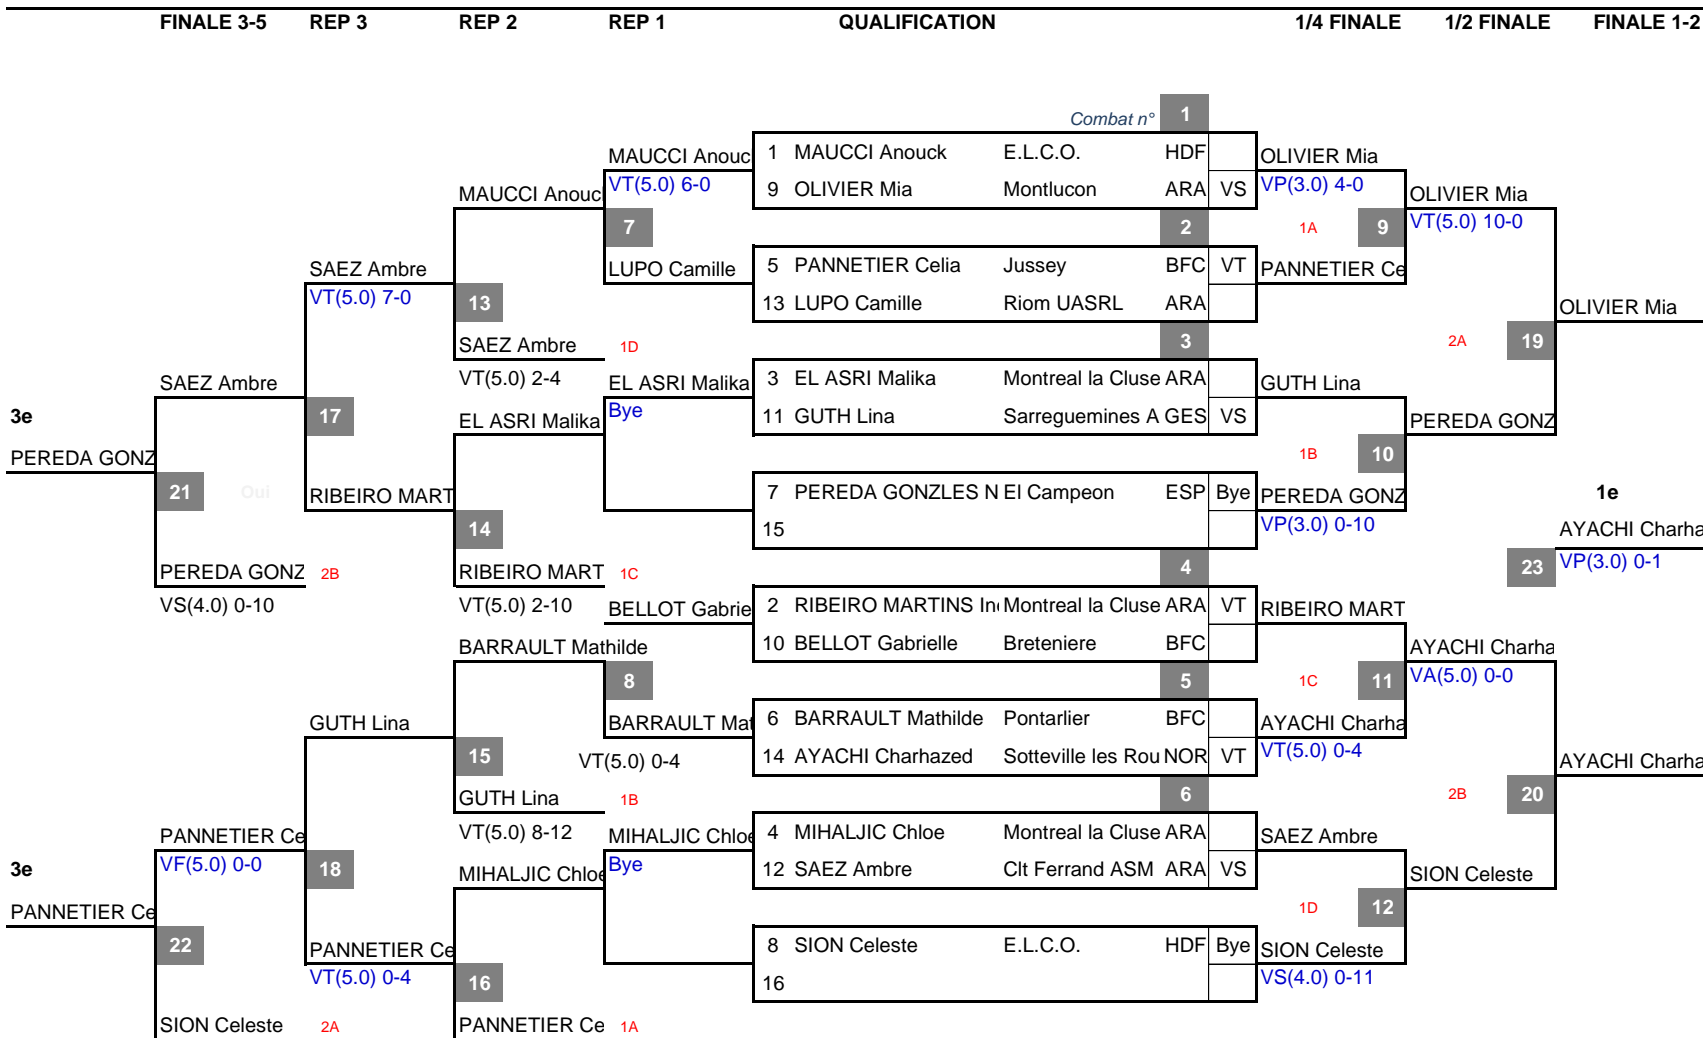 FINALE 3-5 REP 3 REP 2 REP 1 QUALIFICATION 1/4 FINALE 1/2 FINALE FINALE 1-2
Combat n° 1
MAUCCI Anouc 1 MAUCCI Anouck E.L.C.O. HDF OLIVIER Mia
VT(5.0) 6-0 VP(3.0) 4-0
MAUCCI Anouc 9 OLIVIER Mia Montlucon ARA VS OLIVIER Mia
7 2 1A 9 VT(5.0) 10-0
SAEZ Ambre LUPO Camille 5 PANNETIER Celia Jussey BFC VT PANNETIER Ce
VT(5.0) 7-0 13 13 LUPO Camille Riom UASRL ARA OLIVIER Mia
SAEZ Ambre 1D 3 2A 19
SAEZ Ambre VT(5.0) 2-4 EL ASRI Malika 3 EL ASRI Malika Montreal la Cluse ARA GUTH Lina
3e 17 EL ASRI Malika Bye 11 GUTH Lina Sarreguemines A GES VS PEREDA GONZ
PEREDA GONZ 1B 10
21 Oui RIBEIRO MART 7 PEREDA GONZLES N El Campeon ESP Bye PEREDA GONZ 1e
14 15 VP(3.0) 0-10 AYACHI Charha
PEREDA GONZ 2B RIBEIRO MART 1C 4 23 VP(3.0) 0-1
VS(4.0) 0-10 VT(5.0) 2-10 BELLOT Gabrie 2 RIBEIRO MARTINS In Montreal la Cluse ARA VT RIBEIRO MART
BARRAULT Mathilde 10 BELLOT Gabrielle Breteniere BFC AYACHI Charha
8 5 1C 11 VA(5.0) 0-0
GUTH Lina BARRAULT Mat 6 BARRAULT Mathilde Pontarlier BFC AYACHI Charha
15 VT(5.0) 0-4 14 AYACHI Charhazed Sotteville les Rou NOR VT VT(5.0) 0-4 AYACHI Charha
GUTH Lina 1B 6 2B 20
PANNETIER Ce VT(5.0) 8-12 MIHALJIC Chloe 4 MIHALJIC Chloe Montreal la Cluse ARA SAEZ Ambre
3e VF(5.0) 0-0 18 MIHALJIC Chloe Bye 12 SAEZ Ambre Clt Ferrand ASM ARA VS SION Celeste
PANNETIER Ce 1D 12
22 PANNETIER Ce 8 SION Celeste E.L.C.O. HDF Bye SION Celeste
VT(5.0) 0-4 16 16 VS(4.0) 0-11
SION Celeste 2A PANNETIER Ce 1A